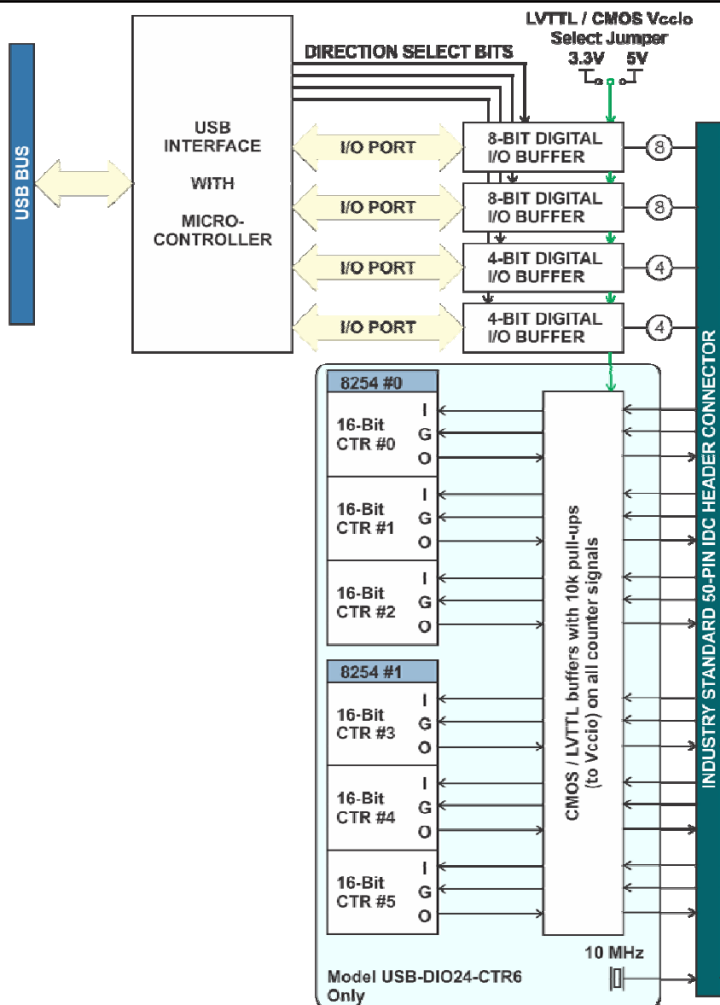 LVTTL / CMOS Vccio
Select Jumper
3.3V 5V
DIRECTION SELECT BITS
USB BUS
USB
INTERFACE
WITH
MICRO-
CONTROLLER
I/O PORT
8-BIT DIGITAL
I/O BUFFER
8
I/O PORT
8-BIT DIGITAL
I/O BUFFER
8
I/O PORT
4-BIT DIGITAL
I/O BUFFER
4
I/O PORT
4-BIT DIGITAL
I/O BUFFER
4
INDUSTRY STANDARD 50-PIN IDC HEADER CONNECTOR
8254 #0
16-Bit
CTR #0
I
G
O
16-Bit
CTR #1
I
G
O
16-Bit
CTR #2
I
G
O
8254 #1
16-Bit
CTR #3
I
G
O
16-Bit
CTR #4
I
G
O
16-Bit
CTR #5
I
G
O
CMOS / LVTTL buffers with 10k pull-ups
(to Vccio) on all counter signals
10 MHz
Model USB-DIO24-CTR6
Only